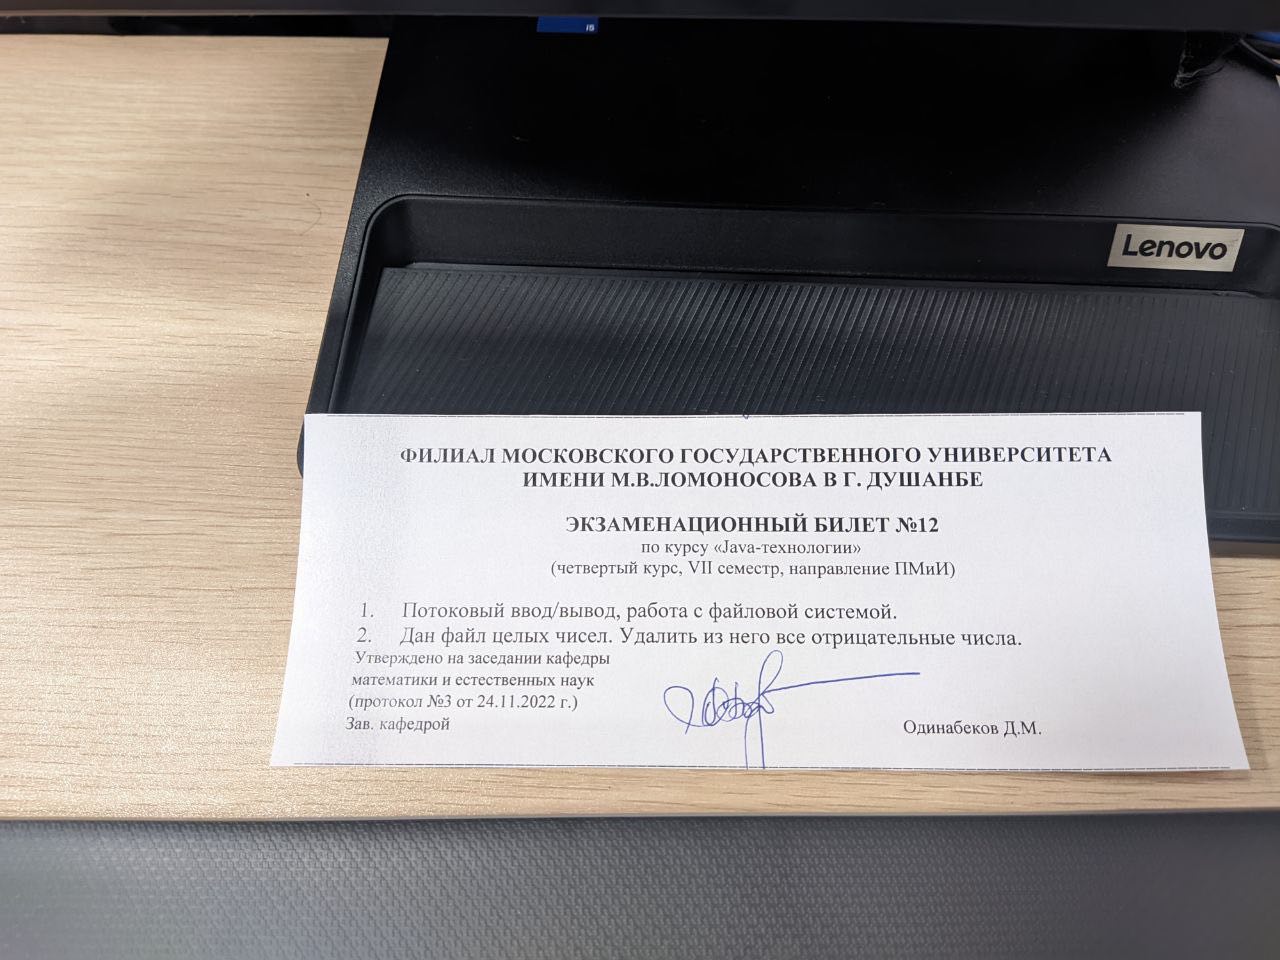 i5
Lenovo
ФИЛИАЛ МОСКОВСКОГО ГОСУДАРСТВЕННОГО УНИВЕРСИТЕТА
ИМЕНИ М.В.ЛОМОНОСОВА В Г. ДУШАНБЕ
ЭКЗАМЕНАЦИОННЫЙ БИЛЕТ №12
по курсу «Java-технологии»
(четвертый курс, VII семестр, направление ПМиИ)
1. Потоковый ввод/вывод, работа с файловой системой.
2. Дан файл целых чисел. Удалить из него все отрицательные числа.
Утверждено на заседании кафедры
математики и естественных наук
(протокол №3 от 24.11.2022 г.)
Зав. кафедрой Одинабеков Д.М.